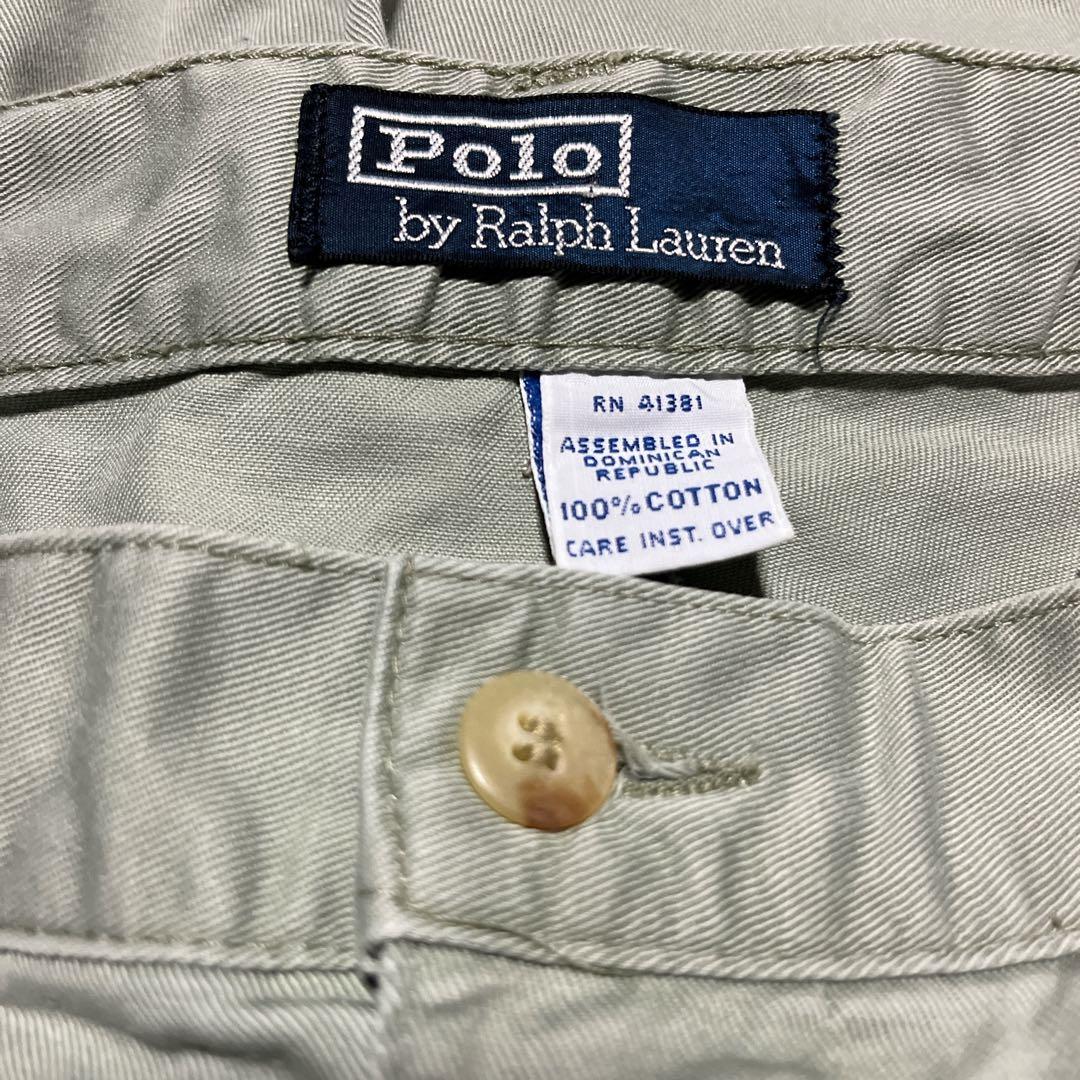 Polo
by Ralph Lauren
RN 41381
ASSEMBLED IN
DOMINICAN
REPUBLIC
100% COTTON
CARE INST. OVER